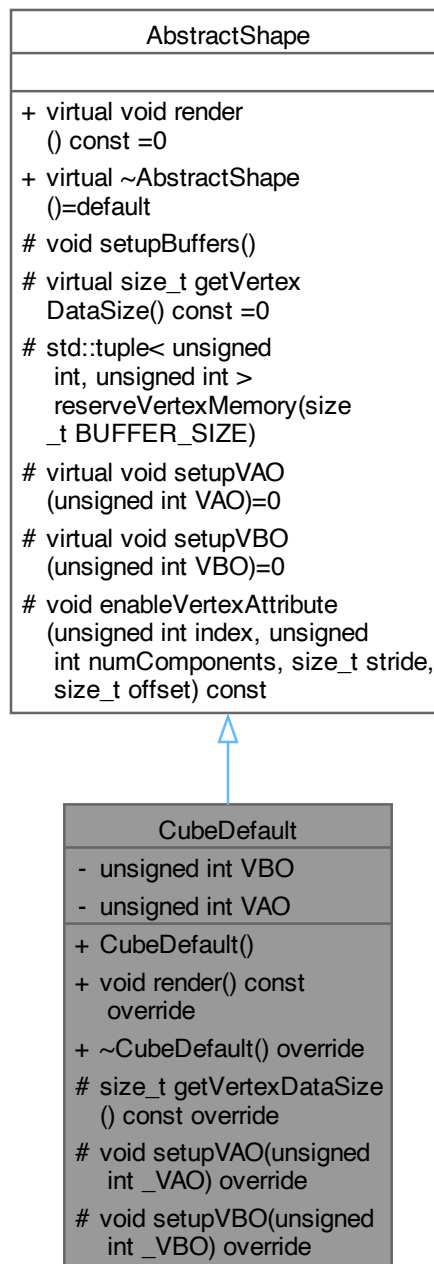 AbstractShape
+ virtual void render
() const =0
+ virtual ~AbstractShape
()=default
# void setupBuffers()
# virtual size_t getVertex
DataSize() const =0
# std::tuple< unsigned
int, unsigned int >
reserveVertexMemory(size
_t BUFFER_SIZE)
# virtual void setupVAO
(unsigned int VAO)=0
# virtual void setupVBO
(unsigned int VBO)=0
# void enableVertexAttribute
(unsigned int index, unsigned
int numComponents, size_t stride,
size_t offset) const
CubeDefault
- unsigned int VBO
- unsigned int VAO
+ CubeDefault()
+ void render() const
override
+ ~CubeDefault() override
# size_t getVertexDataSize
() const override
# void setupVAO(unsigned
int _VAO) override
# void setupVBO(unsigned
int _VBO) override